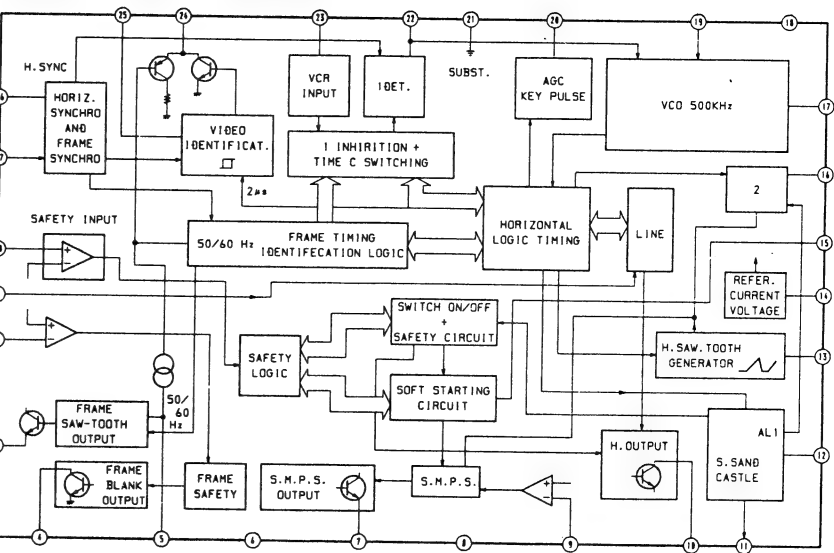 25
24
23
22
21
20
19
18
H.SYNC
HORIZ.
SYNCHRO
AND
FRAME
SYNCHRO
VIDEO
IDENTIFICAT.
VCR
INPUT
1DET.
SUBST.
AGC
KEY PULSE
VCO 500KHz
17
1 INHIRITION +
TIME C SWITCHING
2µs
2
16
SAFETY INPUT
50/60 Hz
FRAME TIMING
IDENTIFECATION LOGIC
HORIZONTAL
LOGIC TIMING
LINE
15
REFER.
CURRENT
VOLTAGE
14
SAFETY
LOGIC
SWITCH ON/OFF
+
SAFETY CIRCUIT
H.SAW.TOOTH
GENERATOR
13
SOFT STARTING
CIRCUIT
50/
60
Hz
FRAME
SAW-TOOTH
OUTPUT
H.OUTPUT
AL1
S.SAND
CASTLE
12
FRAME
BLANK
OUTPUT
FRAME
SAFETY
S.M.P.S.
OUTPUT
S.M.P.S.
4
5
6
7
8
9
10
11